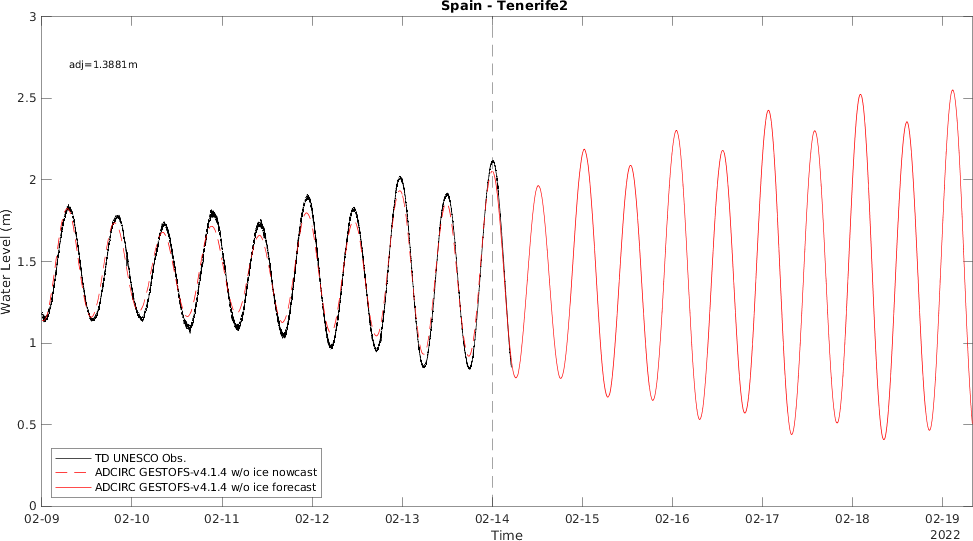 Spain - Tenerife2
adj=1.3881m
3
2.5
2
1.5
1
0.5
0
Water Level (m)
TD UNESCO Obs.
ADCIRC GESTOFS-v4.1.4 w/o ice nowcast
ADCIRC GESTOFS-v4.1.4 w/o ice forecast
02-09 02-10 02-11 02-12 02-13 02-14 02-15 02-16 02-17 02-18 02-19
Time
2022